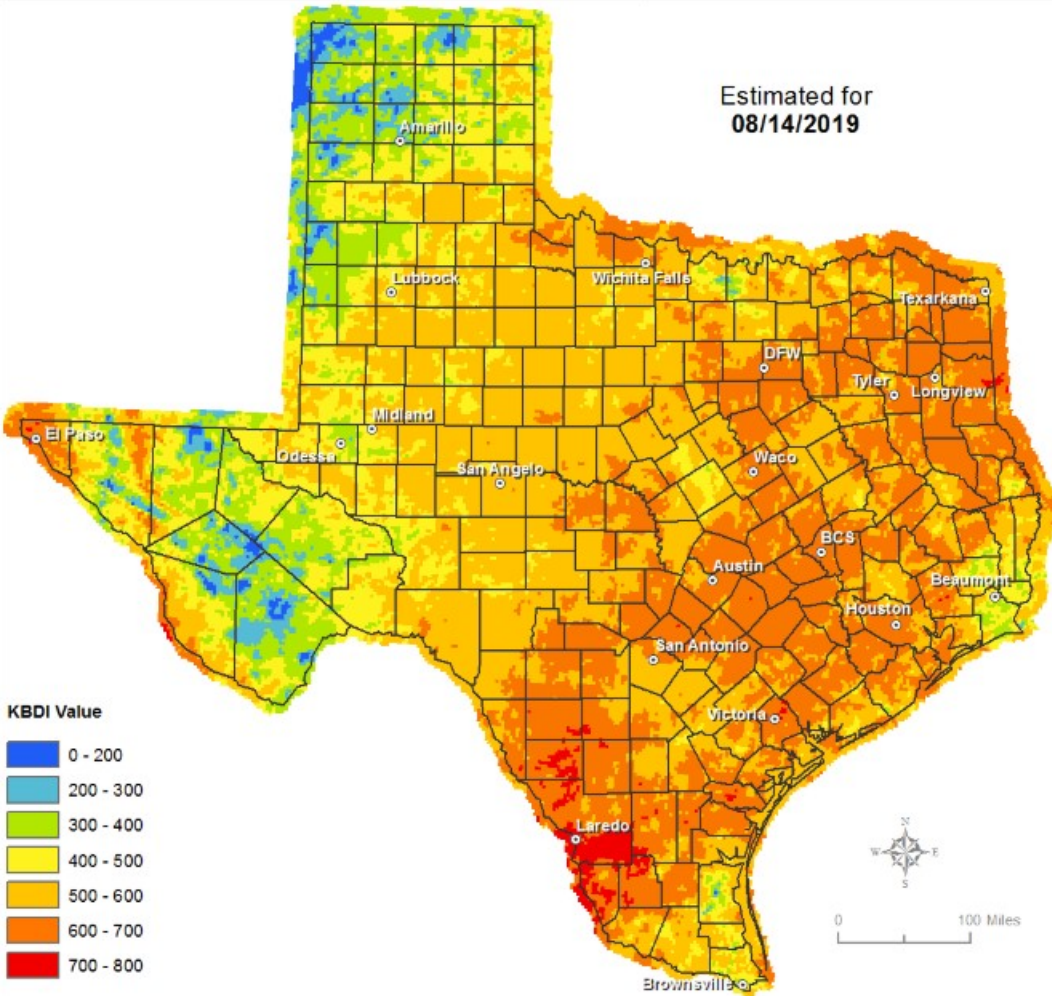 Estimated for
08/14/2019
Amarillo
Lubbock
Wichita Falls
Texarkana
DFW
Tyler
Longview
Midland
El Paso
Odessa
San Angelo
Waco
BCS
Austin
Beaumont
Houston
San Antonio
Victoria
Laredo
Brownsville
KBDI Value
0 - 200
200 - 300
300 - 400
400 - 500
500 - 600
600 - 700
700 - 800
N
W
E
S
0
100 Miles